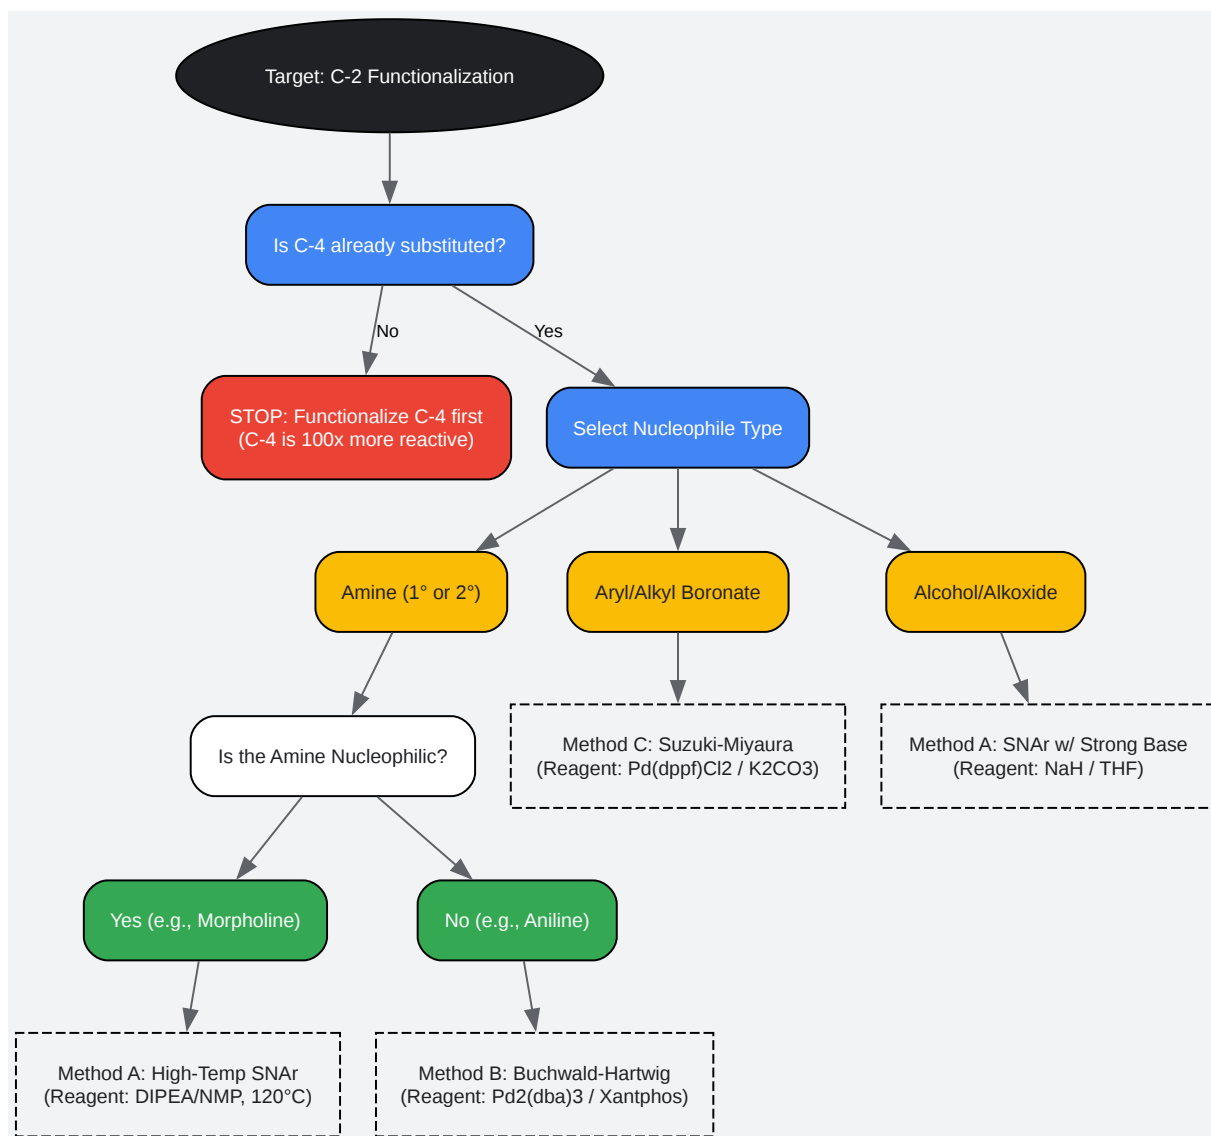 Target: C-2 Functionalization
Is C-4 already substituted?
No
Yes
STOP: Functionalize C-4 first
(C-4 is 100x more reactive)
Select Nucleophile Type
Amine (1° or 2°)
Aryl/Alkyl Boronate
Alcohol/Alkoxide
Is the Amine Nucleophilic?
Method C: Suzuki-Miyaura
(Reagent: Pd(dppf)Cl2 / K2CO3)
Method A: SNAr w/ Strong Base
(Reagent: NaH / THF)
Yes (e.g., Morpholine)
No (e.g., Aniline)
Method A: High-Temp SNAr
(Reagent: DIPEA/NMP, 120°C)
Method B: Buchwald-Hartwig
(Reagent: Pd2(dba)3 / Xantphos)